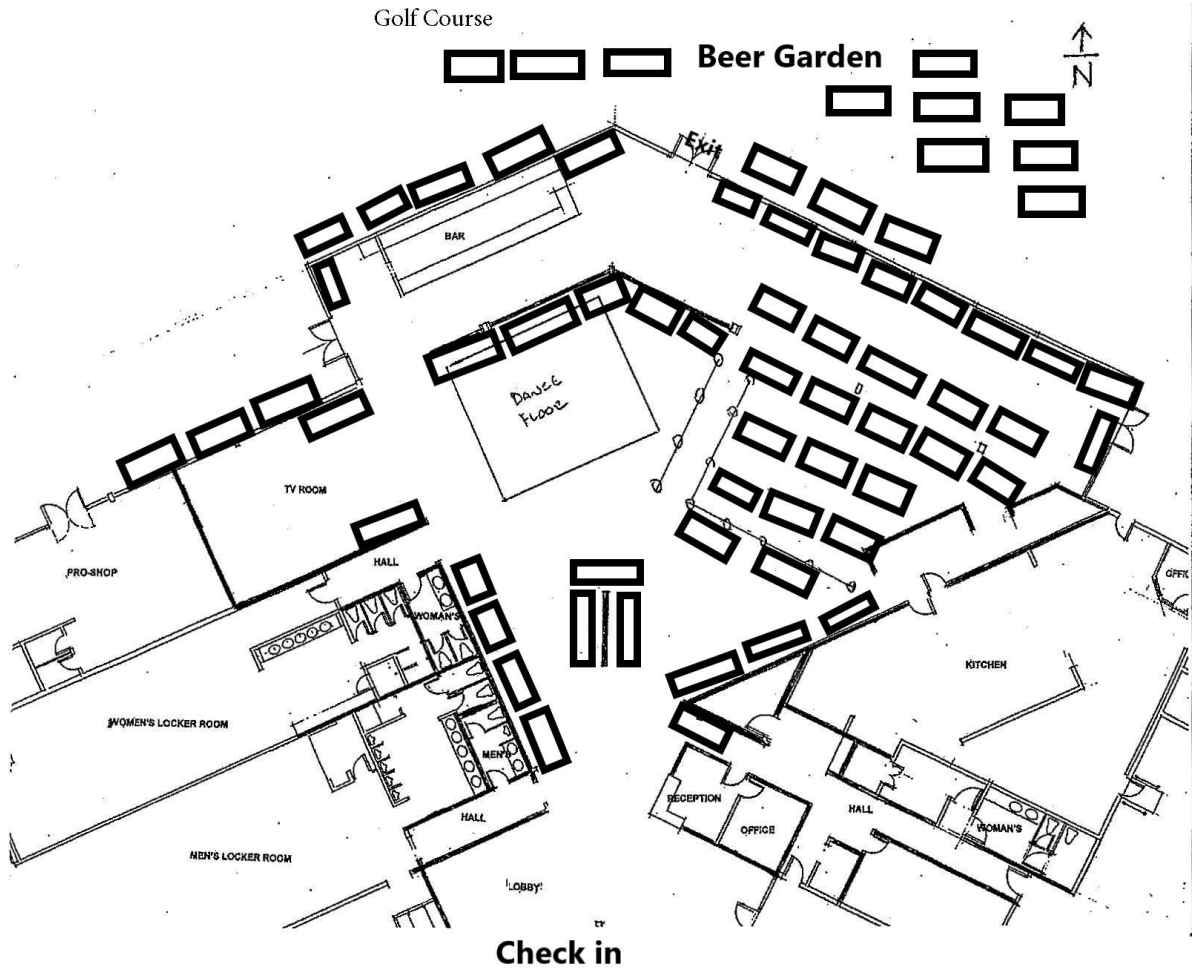 Golf Course
Beer Garden
N
Exit
BAR
DANCE
FLOOR
TV ROOM
PRO-SHOP
HALL
WOMAN'S
OFFIC
KITCHEN
WOMEN'S LOCKER ROOM
MEN'S
RECEPTION
OFFICE
HALL
WOMAN'S
HALL
MEN'S LOCKER ROOM
LOBBY
Check in